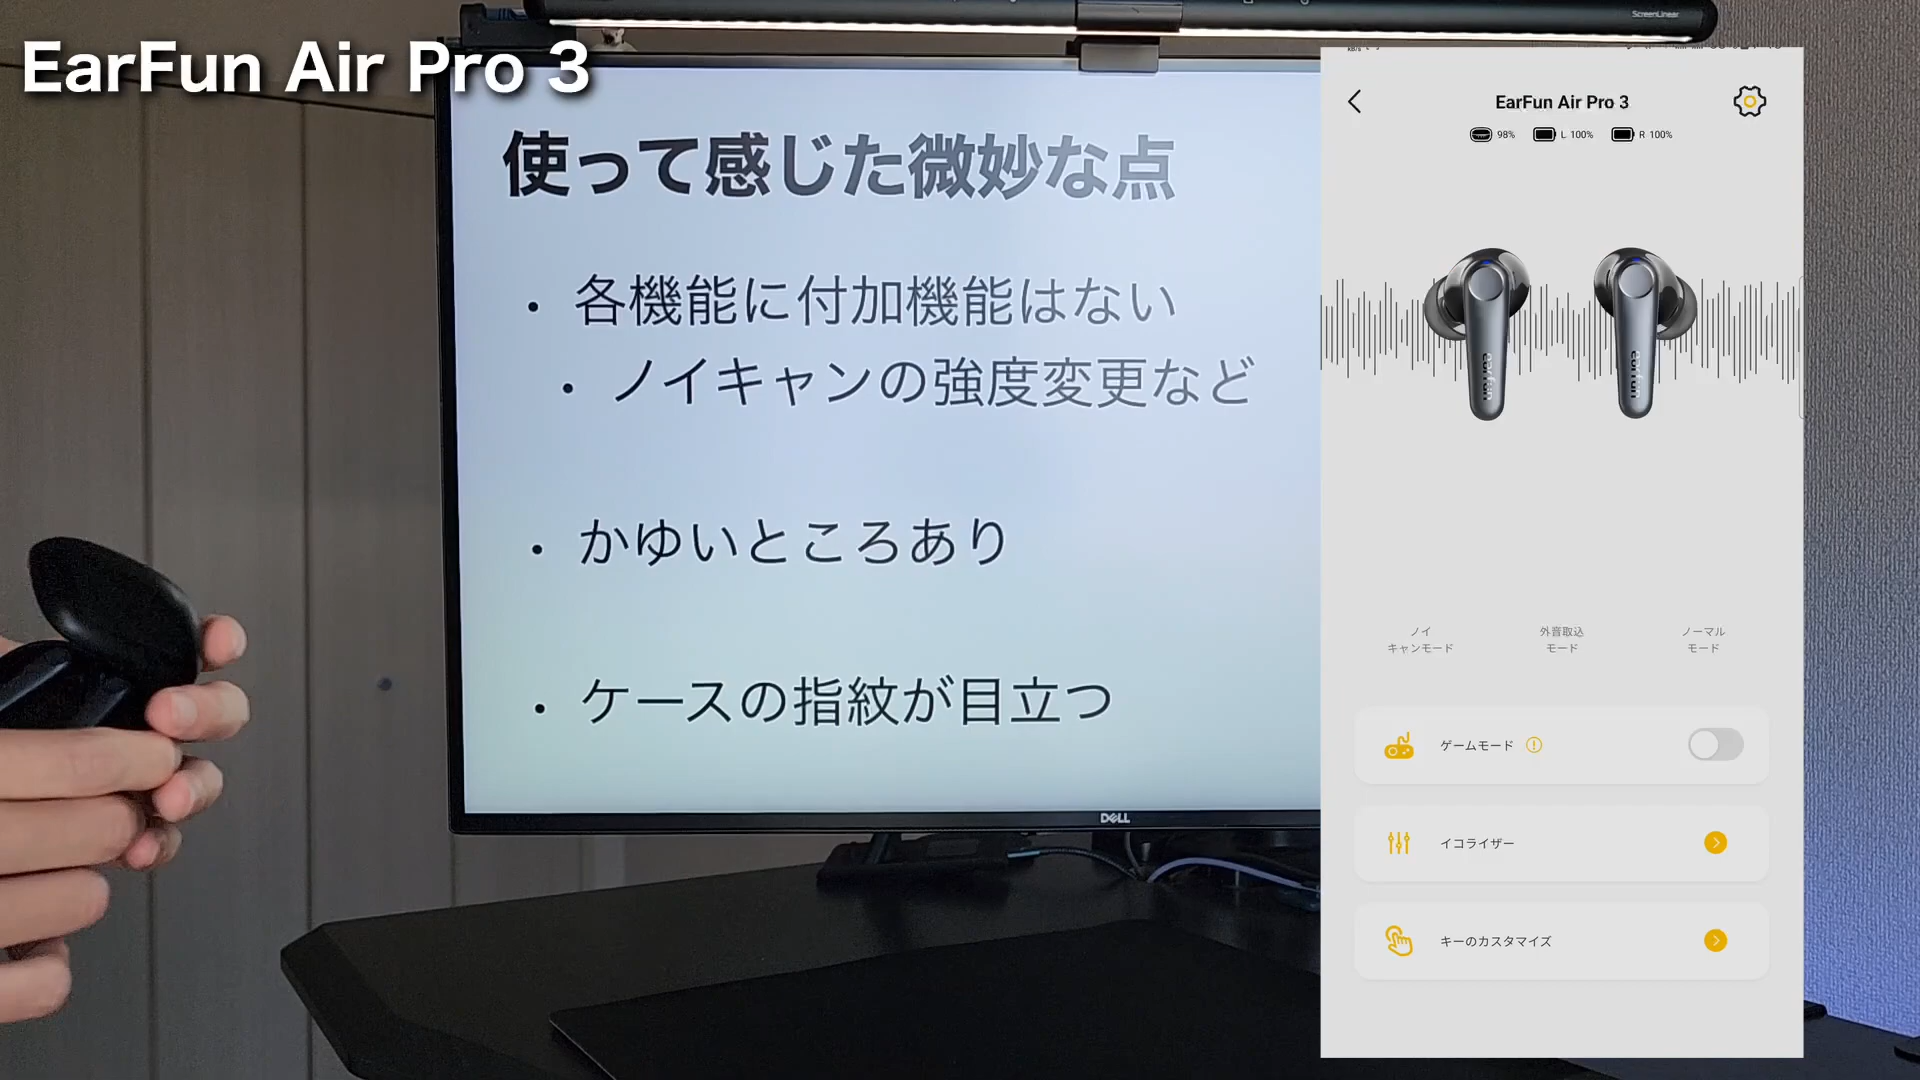 EarFun Air Pro 3
ScreenLinear
使って感じた微妙な点
・各機能に付加機能はない
・ノイキャンの強度変更など
・かゆいところあり
・ケースの指紋が目立つ
DELL
EarFun Air Pro 3
98% L 100% R 100%
earfun earfun
ノイ
キャンモード
外音取込
モード
ノーマル
モード
ゲームモード
イコライザー
キーのカスタマイズ